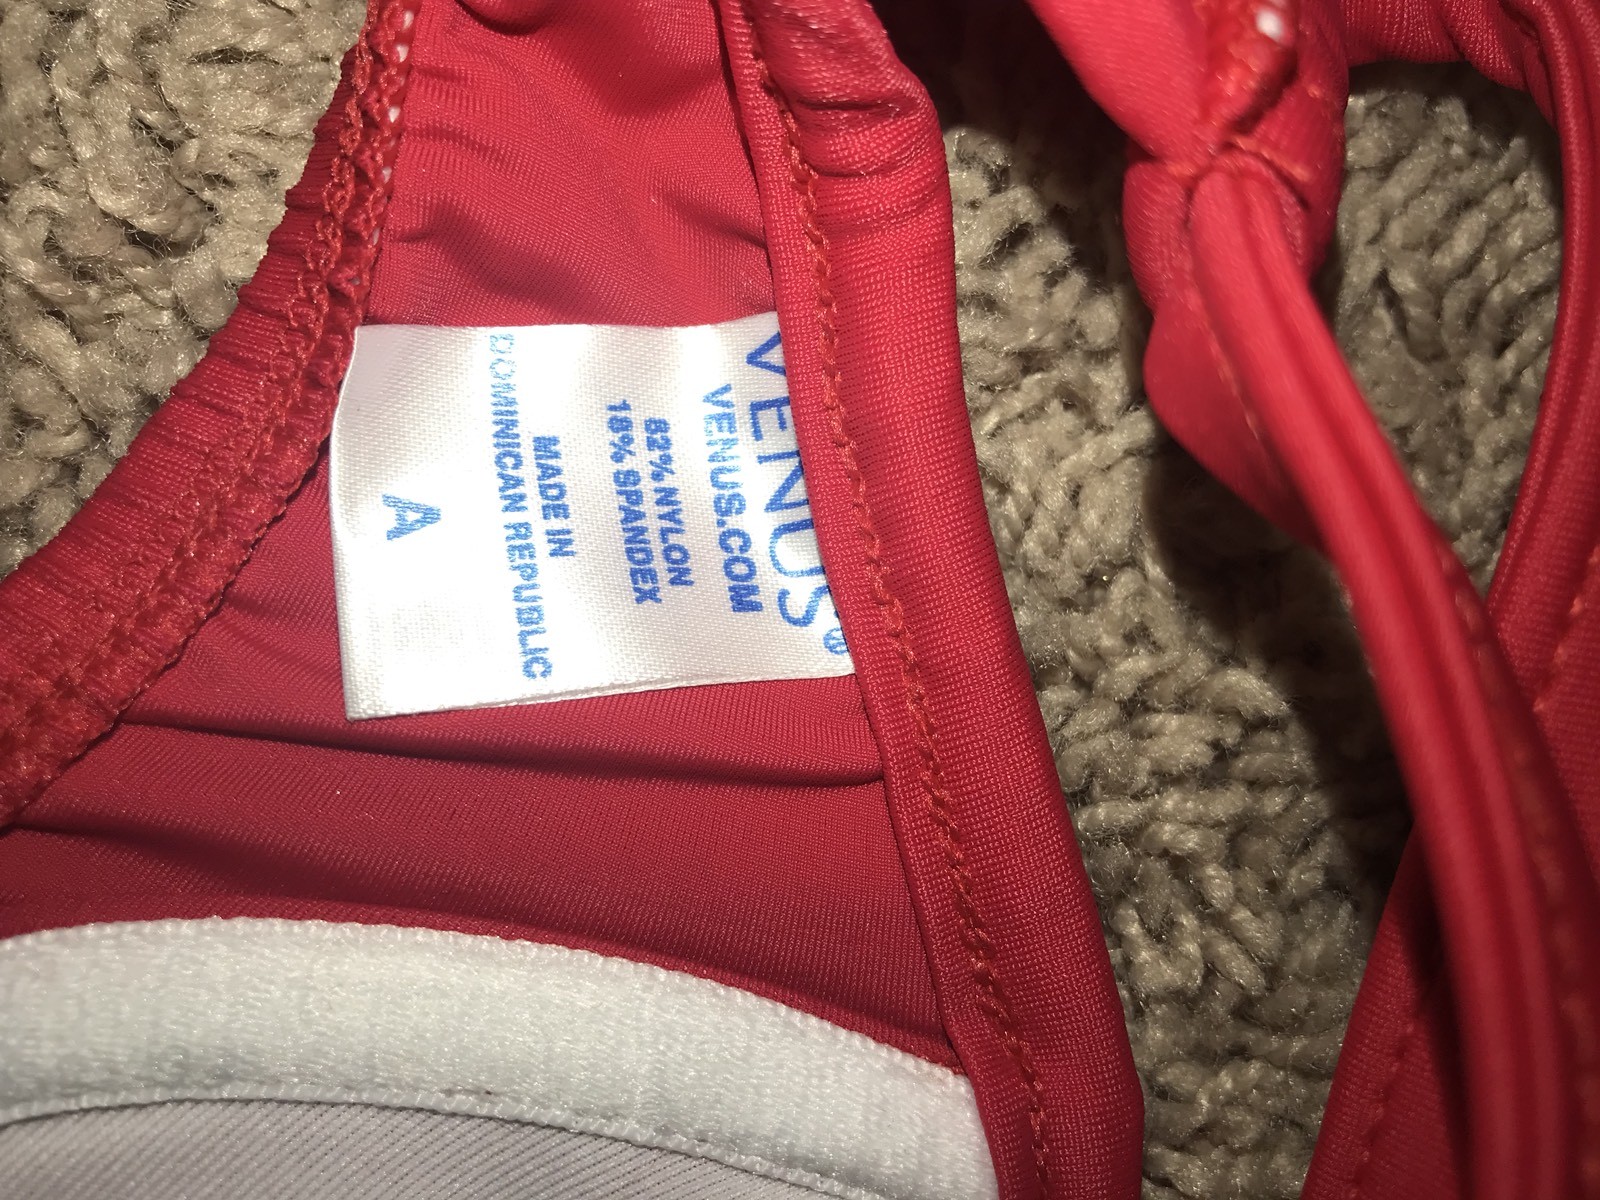 VENUS®
VENUS.COM
82% NYLON
18% SPANDEX
MADE IN
DOMINICAN REPUBLIC
A